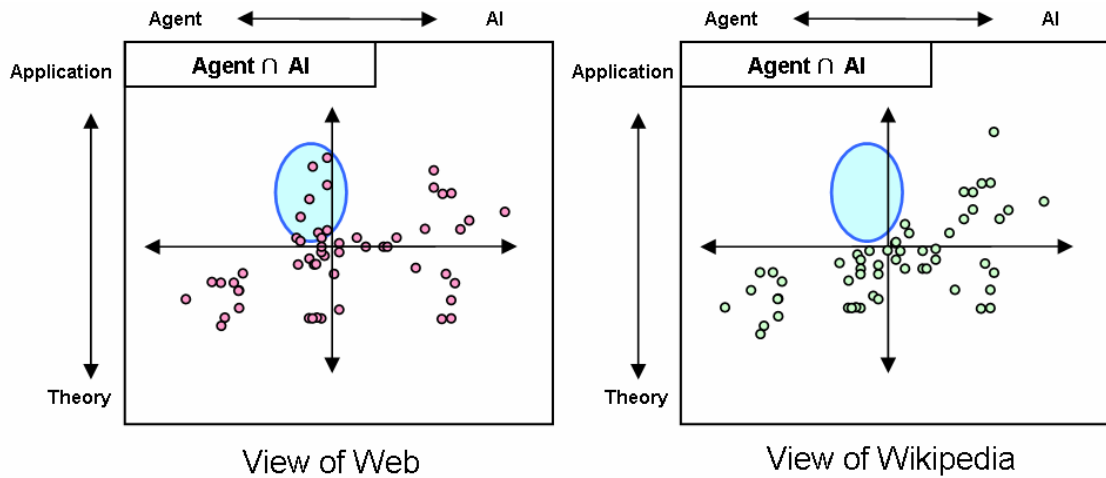 Agent AI
Application
Agent ∩ AI
Theory
View of Web
Agent AI
Application
Agent ∩ AI
Theory
View of Wikipedia